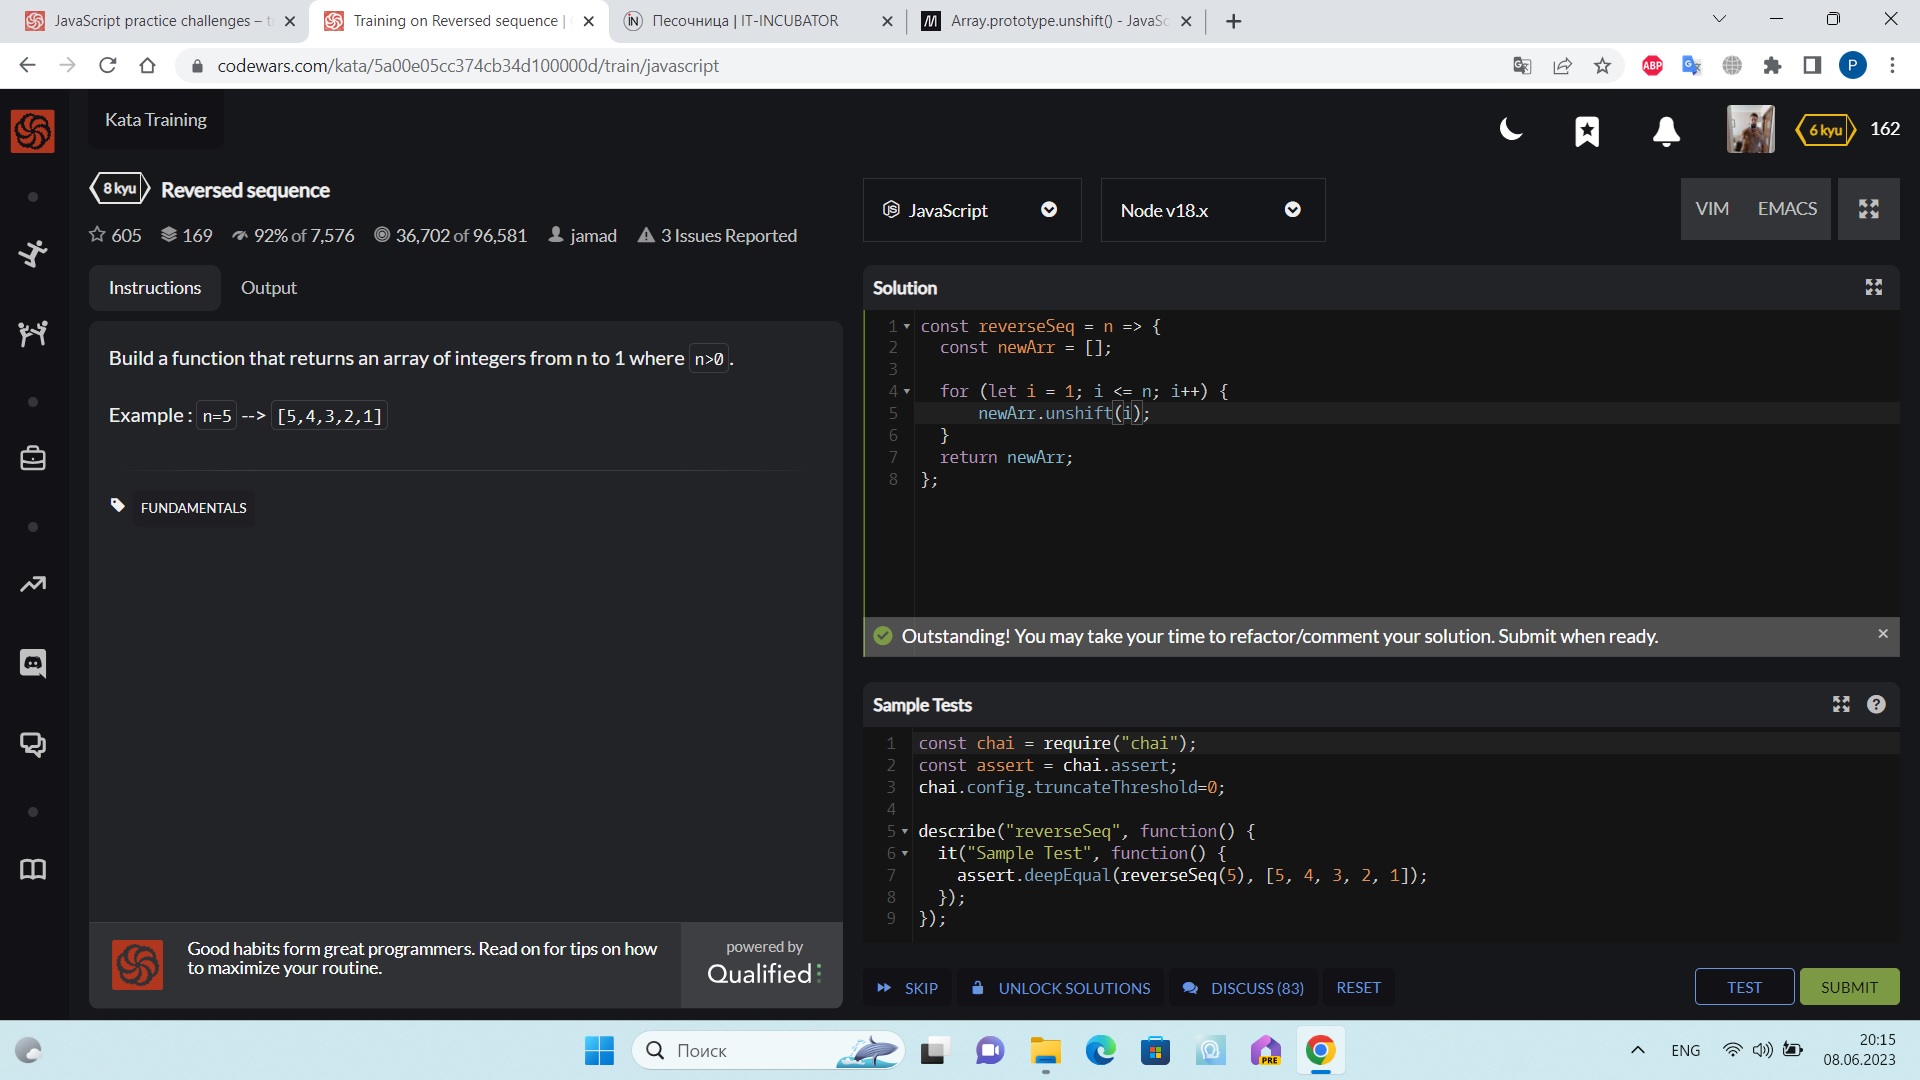 JavaScript practice challenges –
Training on Reversed sequence |
Песочница | IT-INCUBATOR
Array.prototype.unshift() - JavaSc
codewars.com/kata/5a00e05cc374cb34d100000d/train/javascript
ABP
P
Kata Training
6 kyu
162
8 kyu
Reversed sequence
605
169
92% of 7,576
36,702 of 96,581
jamad
3 Issues Reported
JavaScript
Node v18.x
VIM
EMACS
Instructions
Output
Build a function that returns an array of integers from n to 1 where n>0 .
Example : n=5 --> [5,4,3,2,1]
FUNDAMENTALS
Good habits form great programmers. Read on for tips on how
to maximize your routine.
powered by
Qualified
Solution
1 const reverseSeq = n => {
2 const newArr = [];
3
4 for (let i = 1; i <= n; i++) {
5 newArr.unshift(i);
6 }
7 return newArr;
8 };
Outstanding! You may take your time to refactor/comment your solution. Submit when ready.
Sample Tests
1 const chai = require("chai");
2 const assert = chai.assert;
3 chai.config.truncateThreshold=0;
4
5 describe("reverseSeq", function() {
6 it("Sample Test", function() {
7 assert.deepEqual(reverseSeq(5), [5, 4, 3, 2, 1]);
8 });
9 });
SKIP
UNLOCK SOLUTIONS
DISCUSS (83)
RESET
TEST
SUBMIT
Поиск
PRE
ENG
20:15
08.06.2023